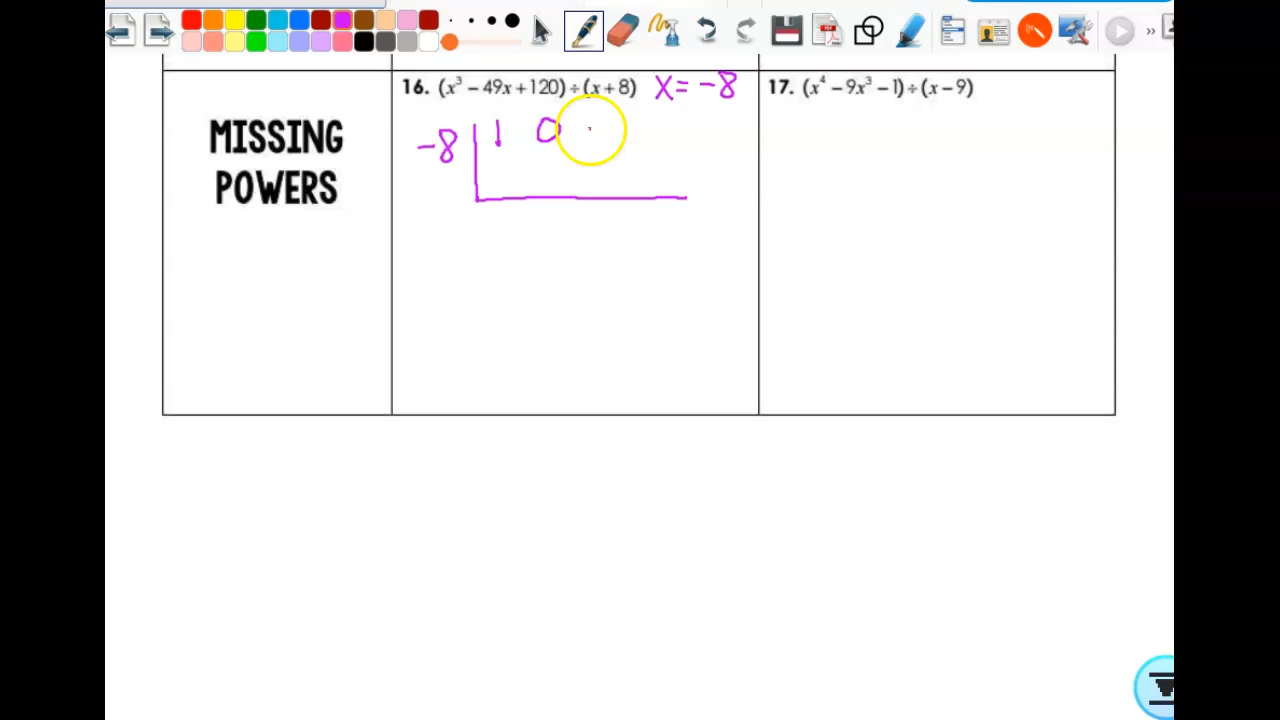 16. (x³ − 49x + 120) ÷ (x + 8) x = −8
17. (x⁴ − 9x³ − 1) ÷ (x − 9)
MISSING
POWERS
−8 1 0